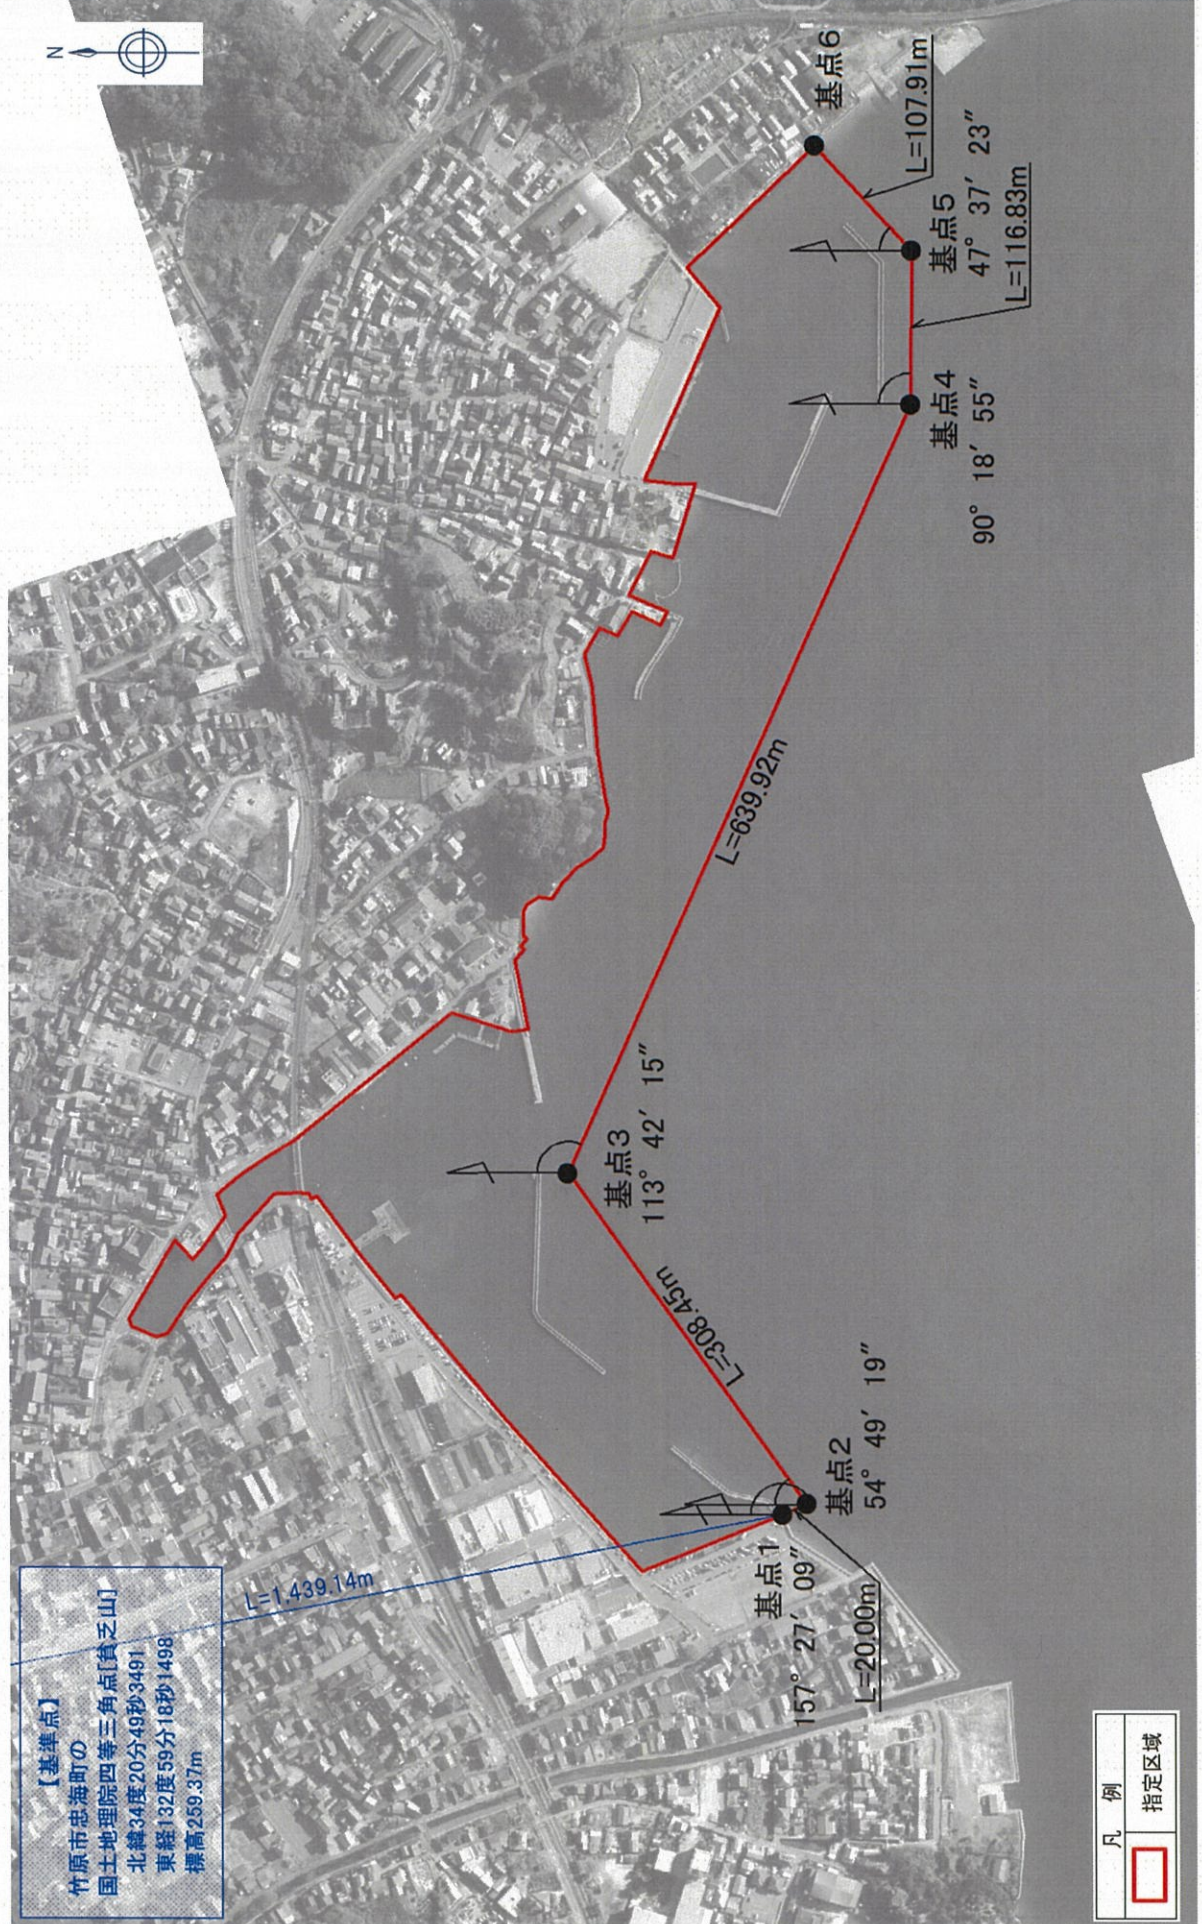 【基準点】
竹原市忠海町の
国土地理院四等三角点[貧乏山]
北緯34度20分49秒3491
東経132度59分18秒1498
標高259.37m
L=1,439.14m
N
基点1
157° 27′ 09″
L=20.00m
基点2
54° 49′ 19″
L=308.45m
基点3
113° 42′ 15″
L=639.92m
基点4
90° 18′ 55″
L=116.83m
基点5
47° 37′ 23″
L=107.91m
基点6
凡例
指定区域